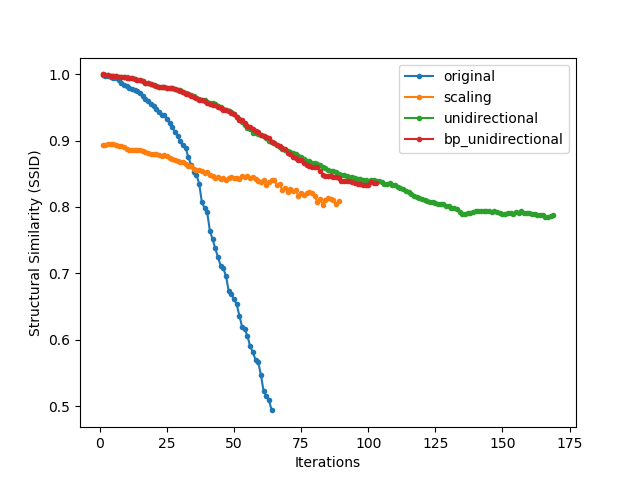 original
scaling
unidirectional
bp_unidirectional
1.0
0.9
0.8
0.7
0.6
0.5
Structural Similarity (SSID)
0 25 50 75 100 125 150 175
Iterations